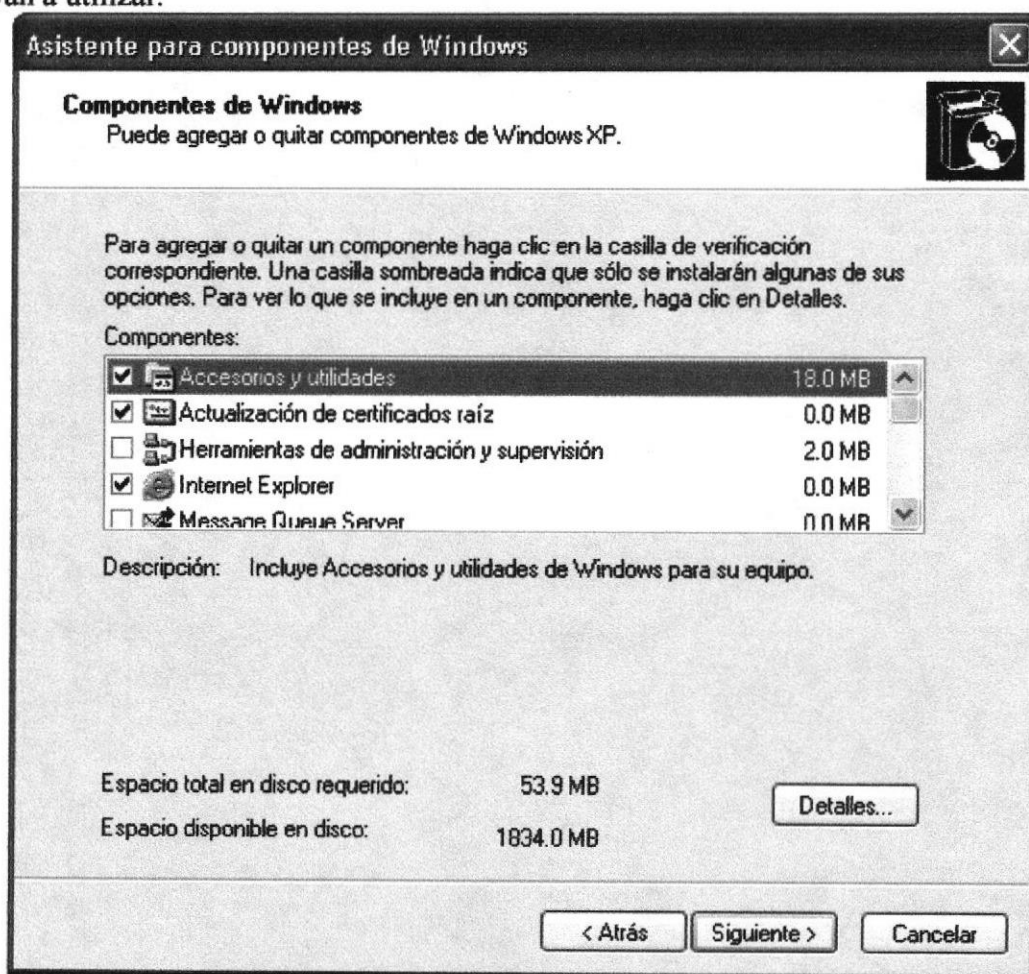 a utilizar.
Asistente para componentes de Windows
Componentes de Windows
Puede agregar o quitar componentes de Windows XP.
Para agregar o quitar un componente haga clic en la casilla de verificación
correspondiente. Una casilla sombreada indica que sólo se instalarán algunas de sus
opciones. Para ver lo que se incluye en un componente, haga clic en Detalles.
Componentes:
Accesorios y utilidades 18.0 MB
Actualización de certificados raíz 0.0 MB
Herramientas de administración y supervisión 2.0 MB
Internet Explorer 0.0 MB
Message Queue Server 0.0 MB
Descripción: Incluye Accesorios y utilidades de Windows para su equipo.
Espacio total en disco requerido: 53.9 MB
Detalles...
Espacio disponible en disco: 1834.0 MB
< Atrás Siguiente > Cancelar